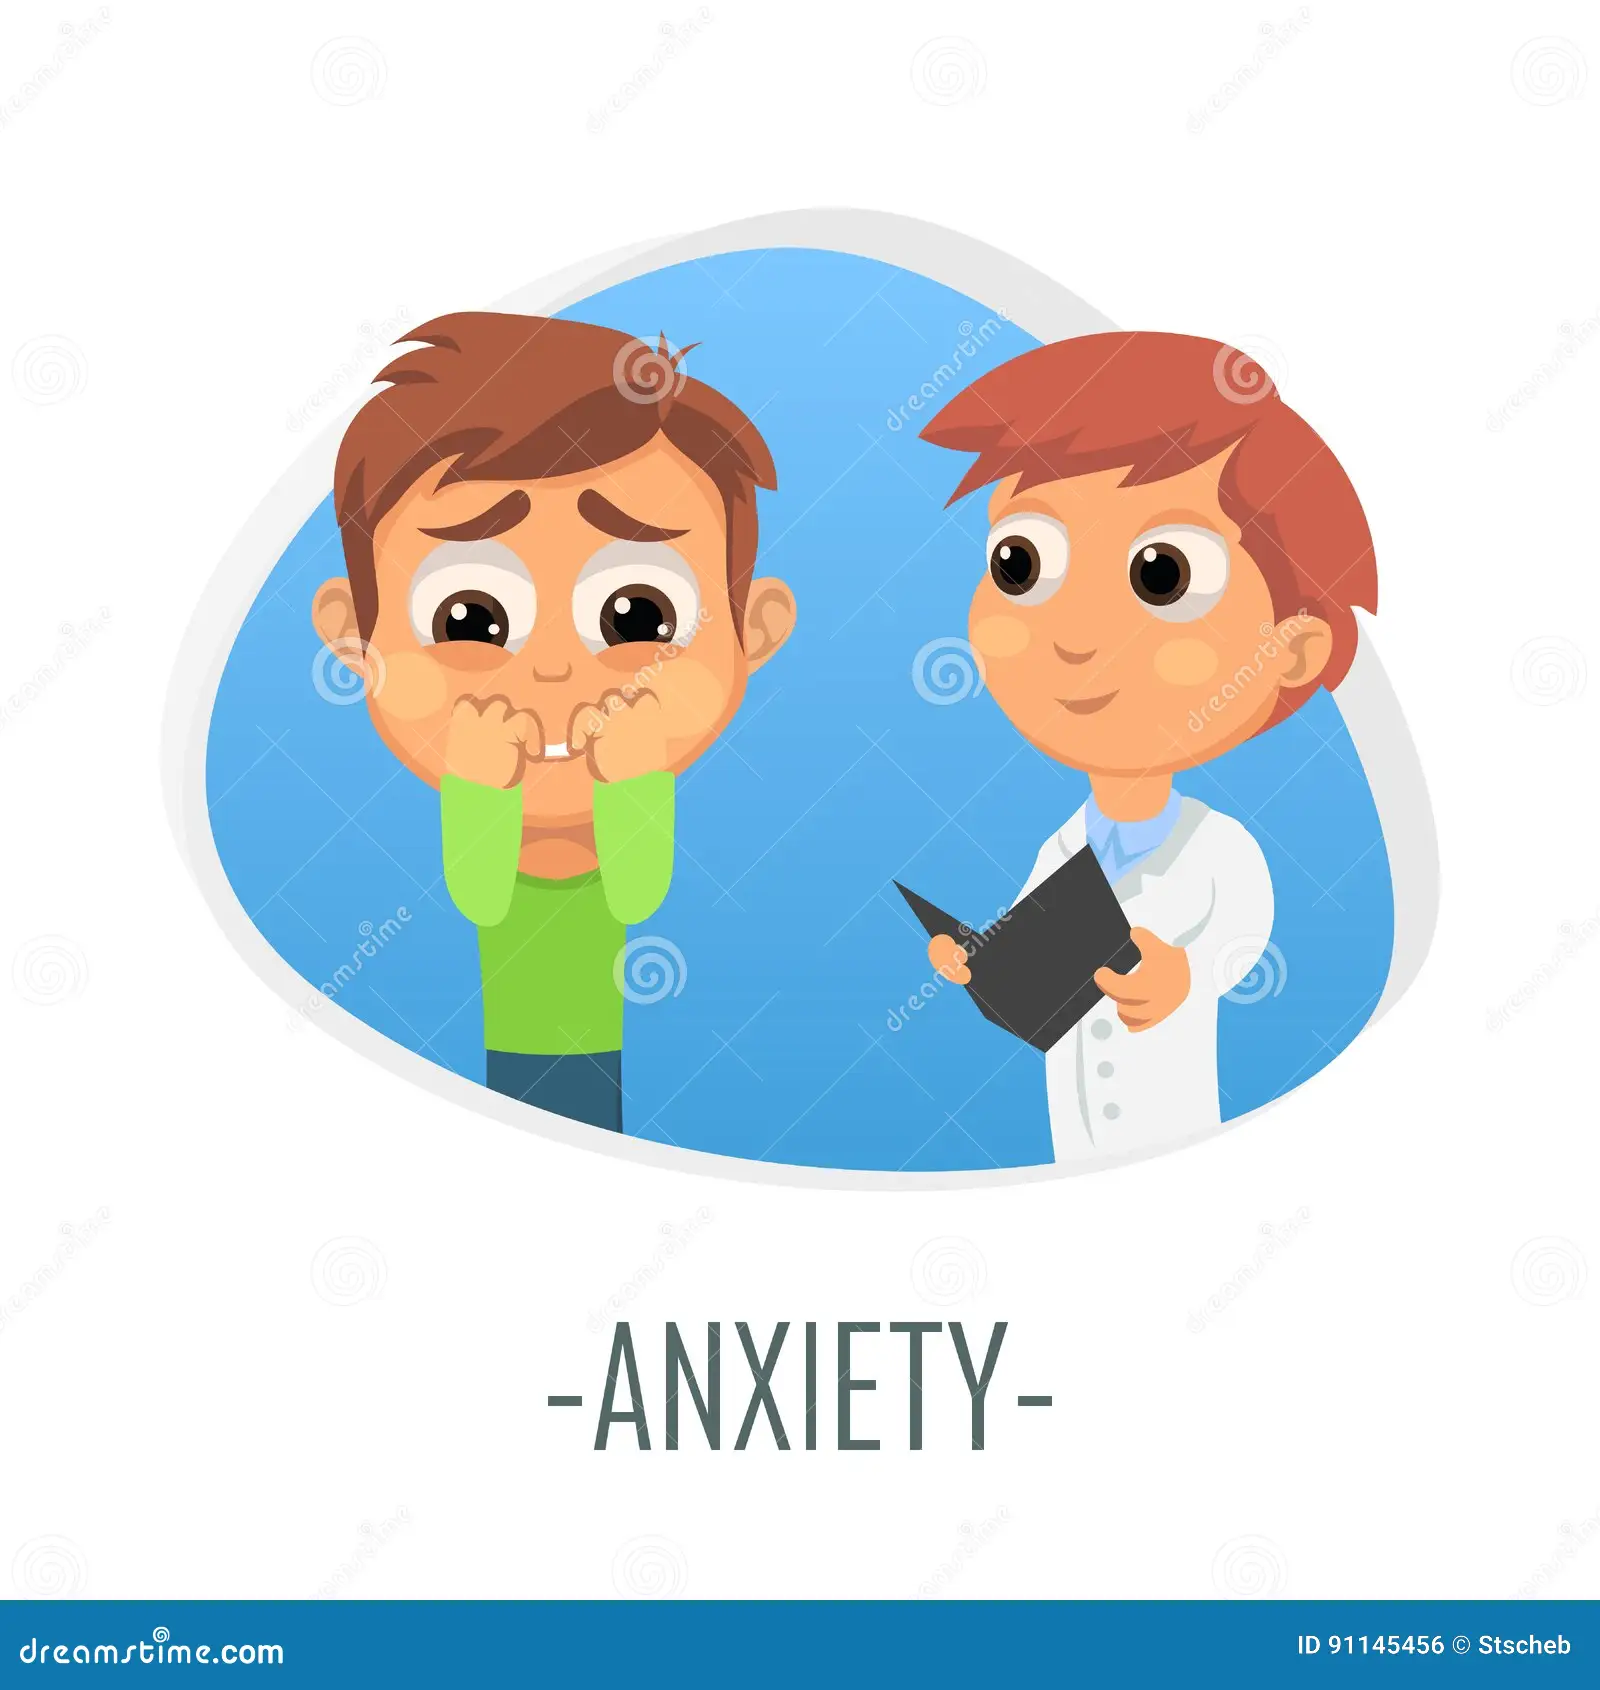 -ANXIETY-
dreamstime.com
ID 91145456 © Stscheb